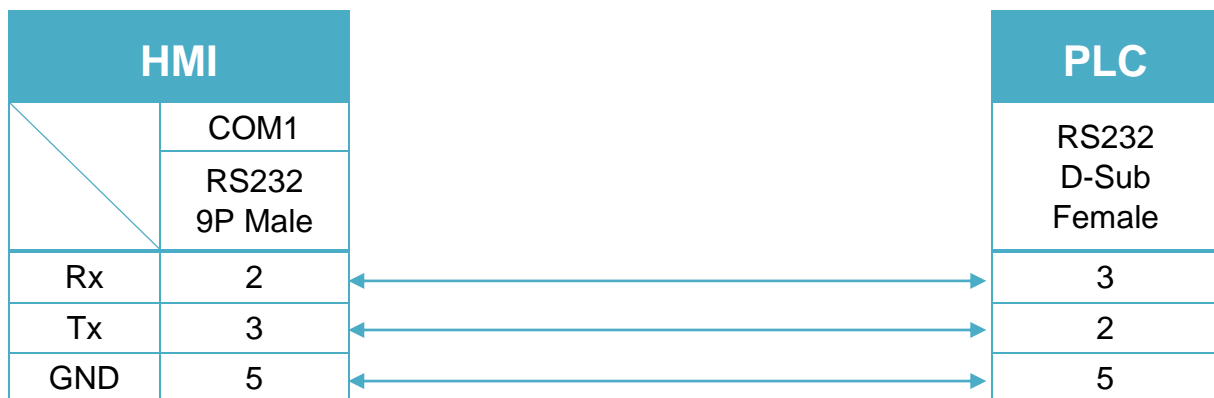 HMI
PLC
COM1
RS232
9P Male
RS232
D-Sub
Female
Rx 2 3
Tx 3 2
GND 5 5